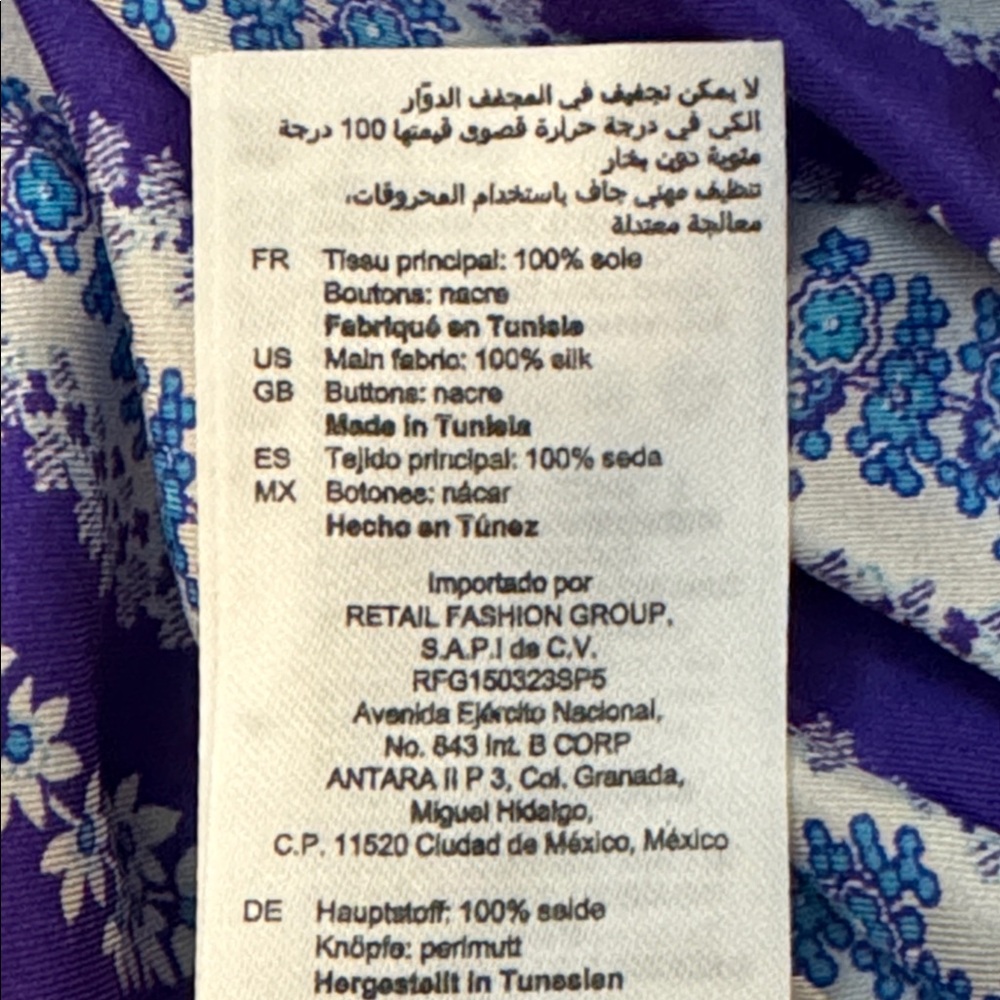 لا يمكن تجفيف في المجفف الدوّار
الكي في درجة حرارة قصوى قيمتها 100 درجة
مئوية دون بخار
تنظيف مهني جاف باستخدام المحروقات،
معالجة معتدلة
FR Tissu principal: 100% soie
Boutons: nacre
Fabriqué en Tunisie
US Main fabric: 100% silk
GB Buttons: nacre
Made in Tunisia
ES Tejido principal: 100% seda
MX Botones: nácar
Hecho en Túnez
Importado por
RETAIL FASHION GROUP,
S.A.P.I de C.V.
RFG150323SP5
Avenida Ejército Nacional,
No. 843 Int. B CORP
ANTARA II P 3, Col. Granada,
Miguel Hidalgo,
C.P. 11520 Ciudad de México, México
DE Hauptstoff: 100% seide
Knöpfe: perlmutt
Hergestellt in Tunesien